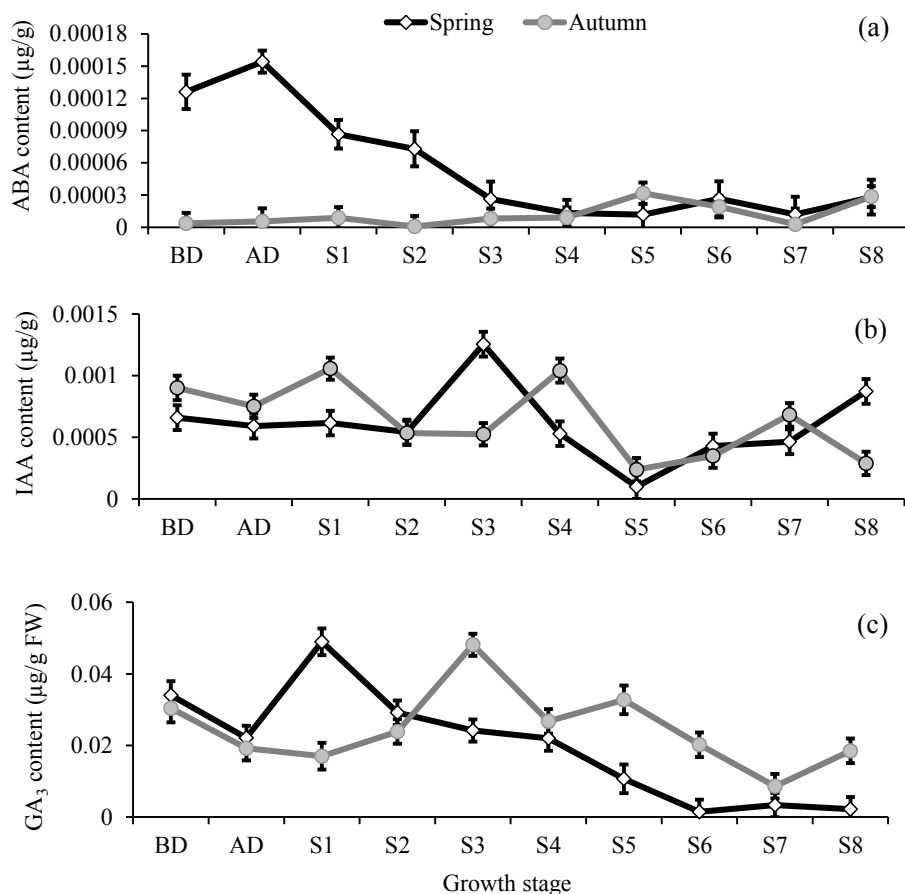 Spring Autumn (a)
ABA content (µg/g)
0.00018
0.00015
0.00012
0.00009
0.00006
0.00003
0
BD AD S1 S2 S3 S4 S5 S6 S7 S8
(b)
IAA content (µg/g)
0.0015
0.001
0.0005
0
BD AD S1 S2 S3 S4 S5 S6 S7 S8
(c)
GA3 content (µg/g FW)
0.06
0.04
0.02
0
BD AD S1 S2 S3 S4 S5 S6 S7 S8
Growth stage